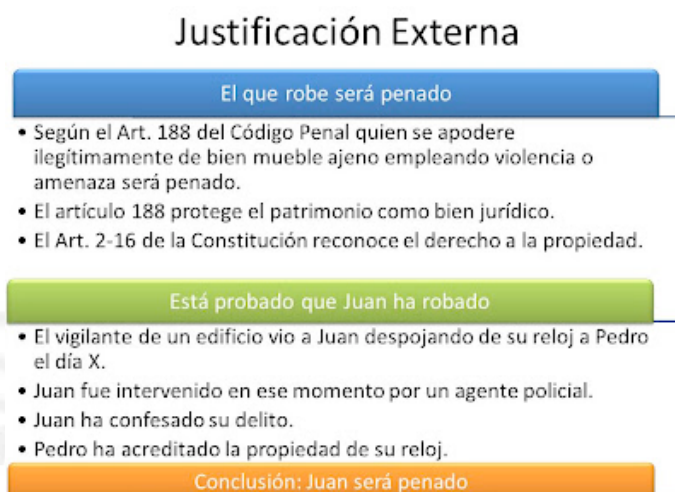 Justificación Externa
El que robe será penado
• Según el Art. 188 del Código Penal quien se apodere
ilegítimamente de bien mueble ajeno empleando violencia o
amenaza será penado.
• El artículo 188 protege el patrimonio como bien jurídico.
• El Art. 2-16 de la Constitución reconoce el derecho a la propiedad.
Está probado que Juan ha robado
• El vigilante de un edificio vio a Juan despojando de su reloj a Pedro
el día X.
• Juan fue intervenido en ese momento por un agente policial.
• Juan ha confesado su delito.
• Pedro ha acreditado la propiedad de su reloj.
Conclusión: Juan será penado